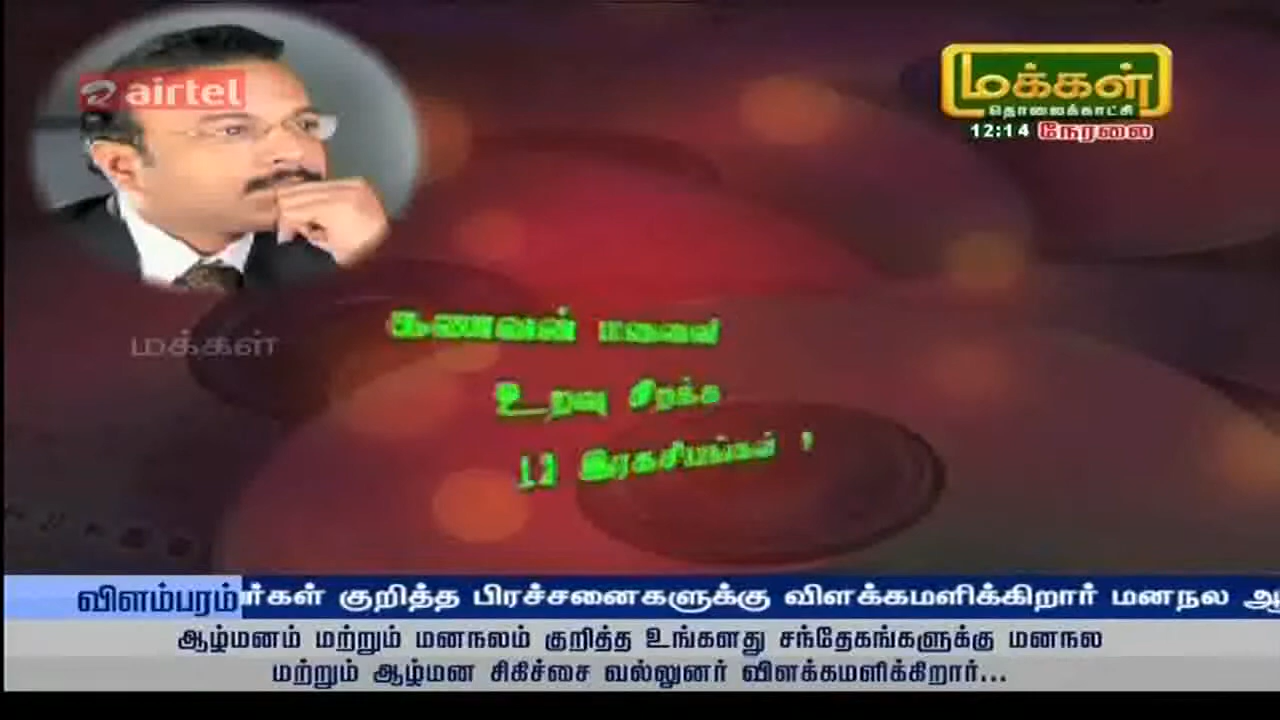 airtel
மக்கள்
தொலைக்காட்சி
12:14 நேரலை
மக்கள்
கணவன் மனைவி
உறவு சிறக்க
இரகசியங்கள் !
விளம்பரம்
ர்கள் குறித்த பிரச்சனைகளுக்கு விளக்கமளிக்கிறார் மனநல ஆ
ஆழ்மனம் மற்றும் மனநலம் குறித்த உங்களது சந்தேகங்களுக்கு மனநல
மற்றும் ஆழ்மன சிகிச்சை வல்லுனர் விளக்கமளிக்கிறார்...